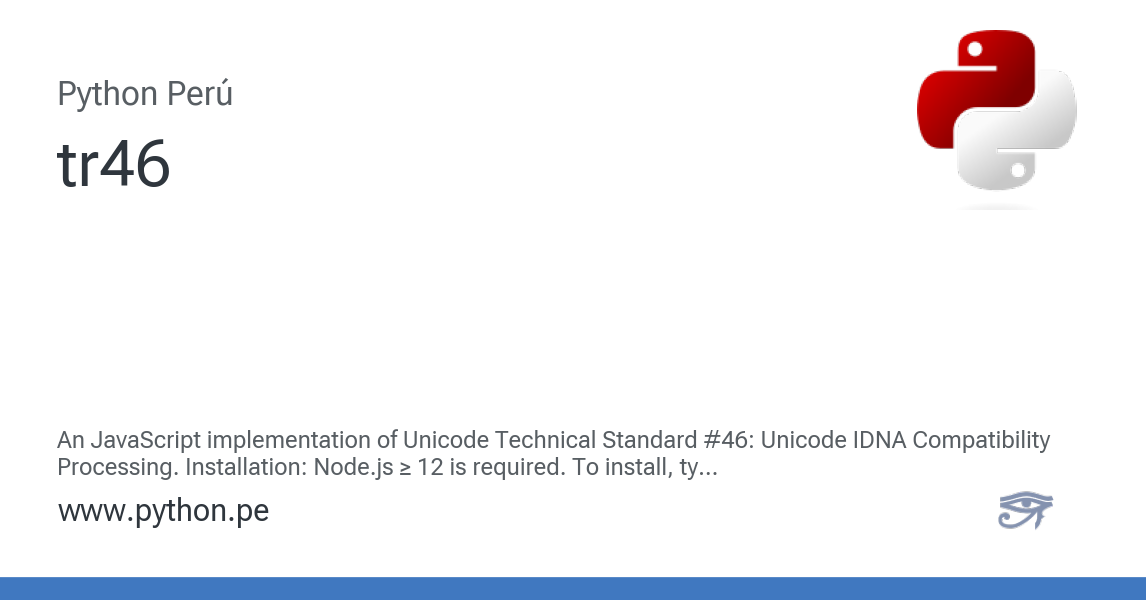 Python Perú
tr46
An JavaScript implementation of Unicode Technical Standard #46: Unicode IDNA Compatibility
Processing. Installation: Node.js ≥ 12 is required. To install, ty...
www.python.pe